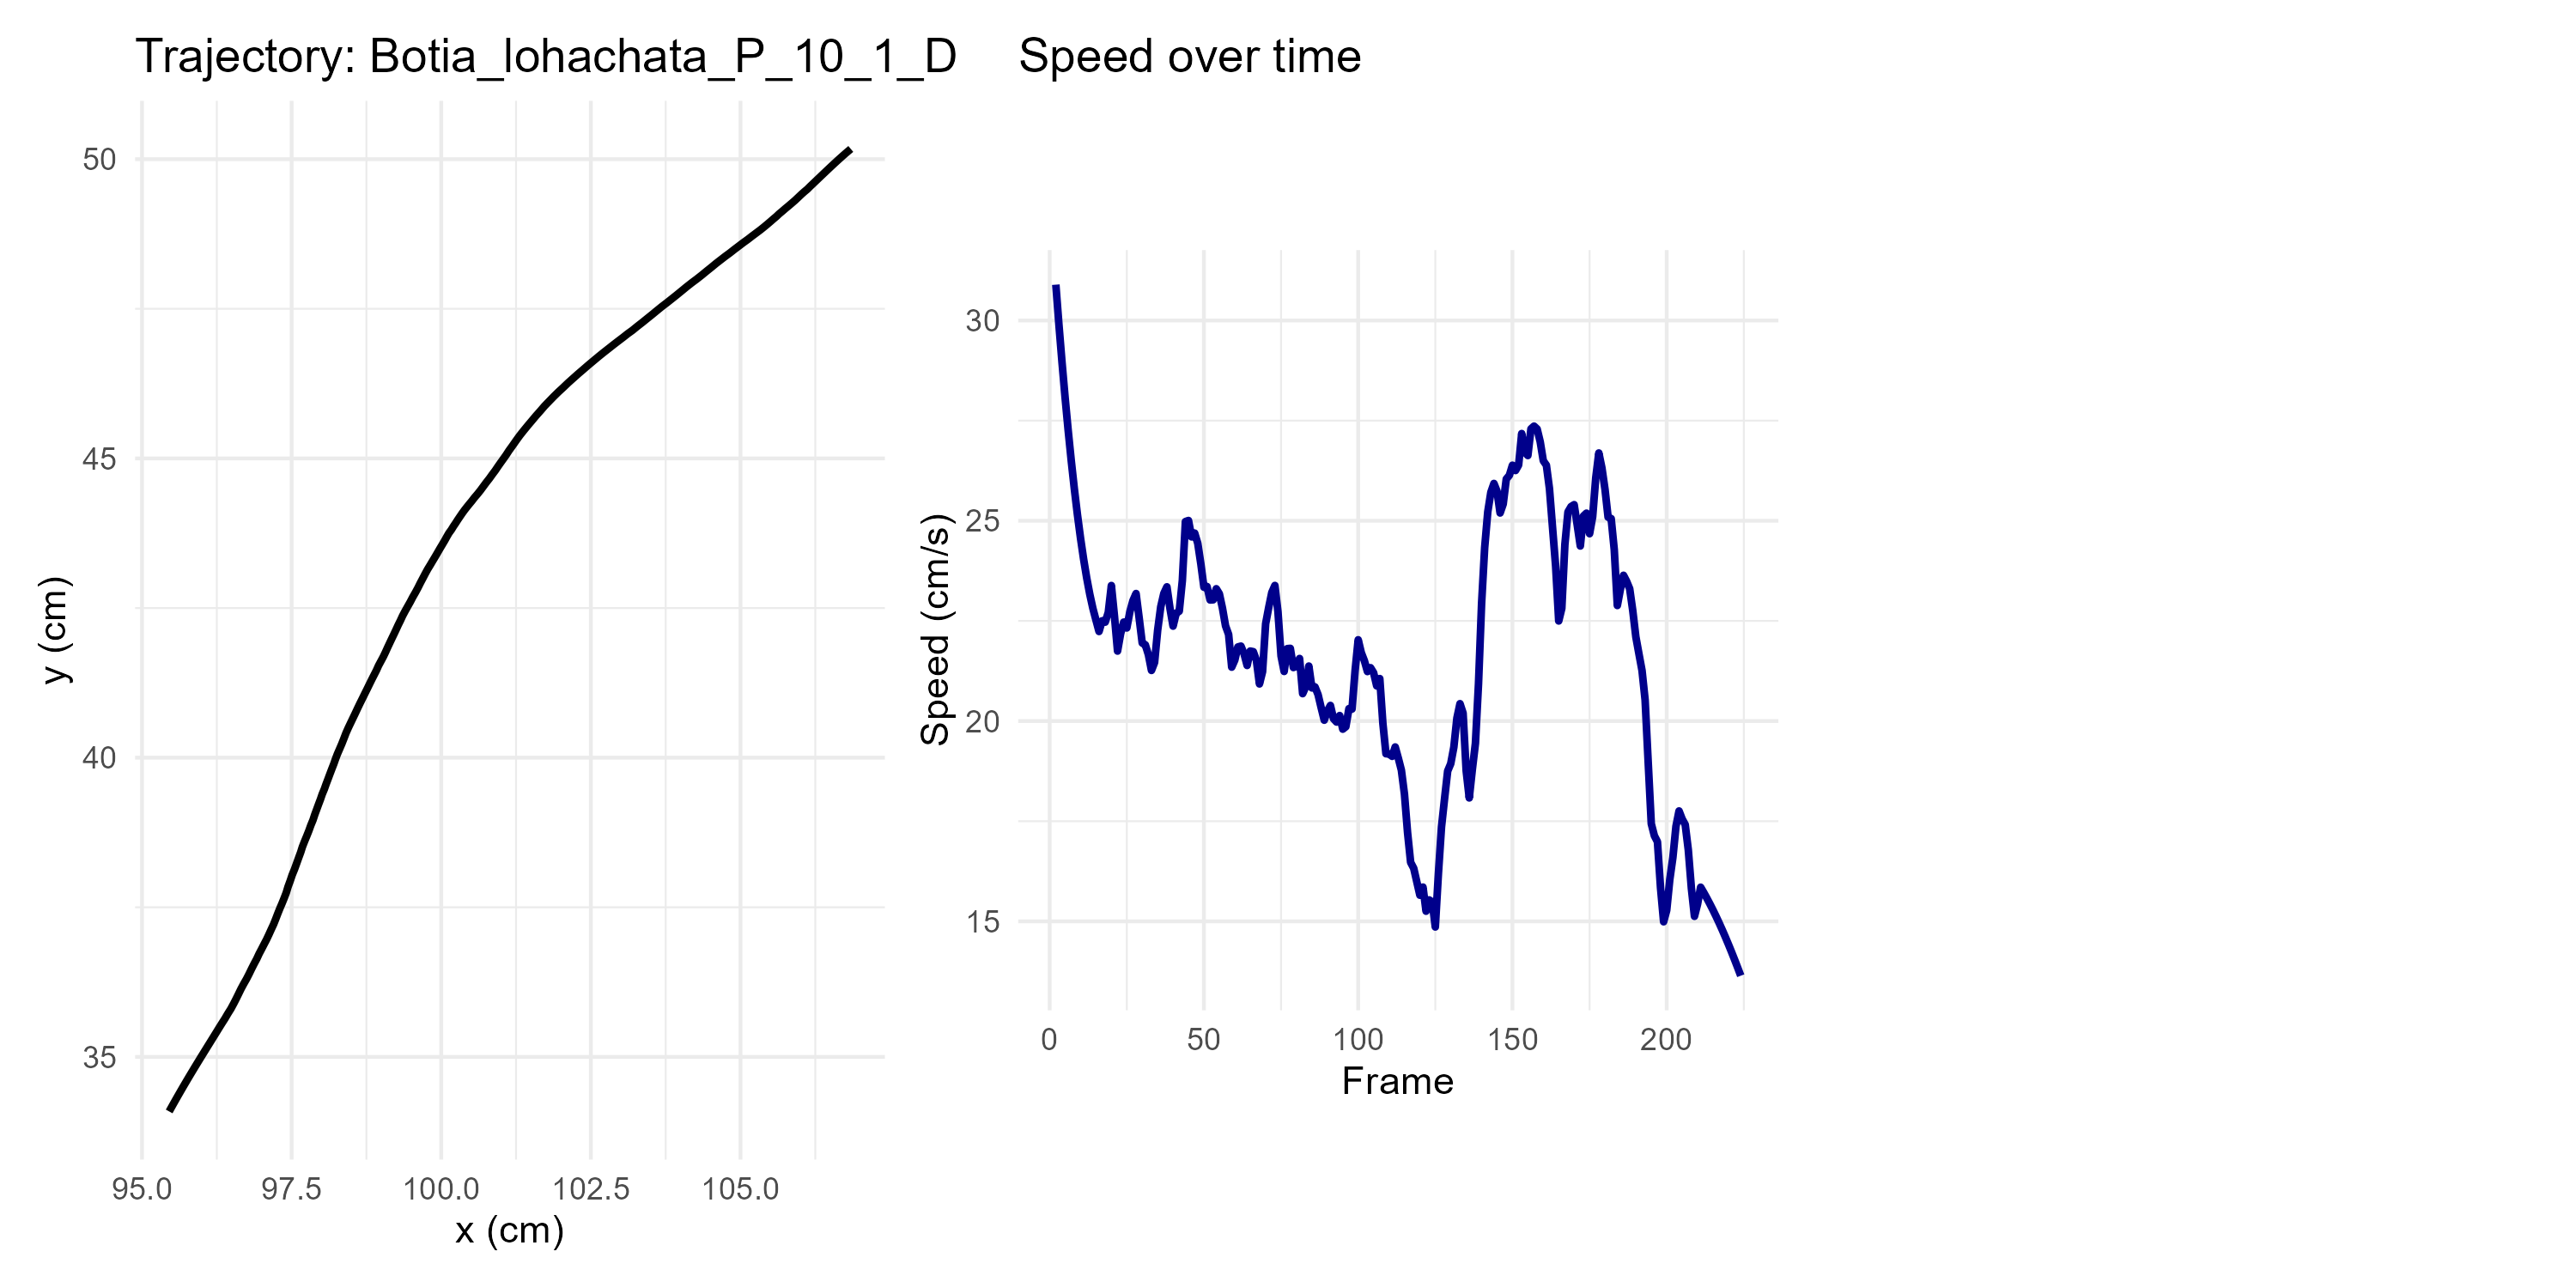 Trajectory: Botia_lohachata_P_10_1_D
50
45
40
35
y (cm)
95.0 97.5 100.0 102.5 105.0
x (cm)
Speed over time
30
25
20
15
Speed (cm/s)
0 50 100 150 200
Frame